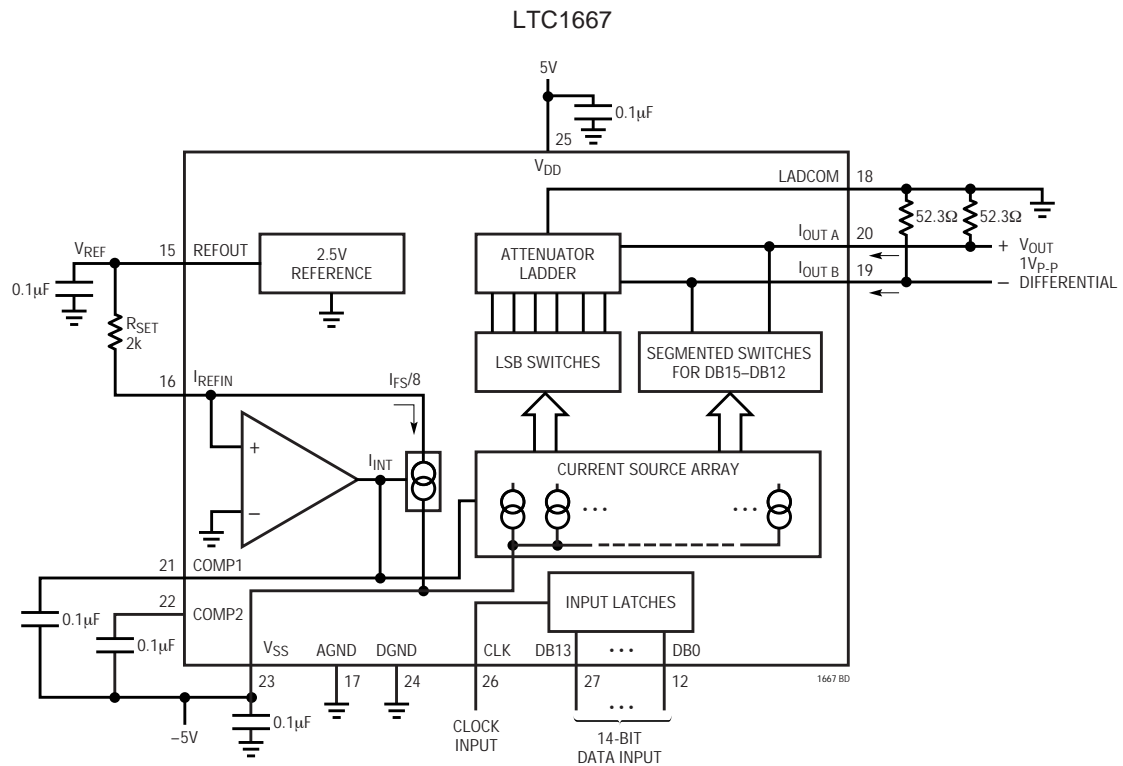 LTC1667
5V
0.1µF
25
VDD
LADCOM
18
52.3Ω
52.3Ω
VREF
15
REFOUT
2.5V
REFERENCE
ATTENUATOR
LADDER
IOUT A
20
+
VOUT
1VP-P
DIFFERENTIAL
IOUT B
19
–
0.1µF
RSET
2k
LSB SWITCHES
SEGMENTED SWITCHES
FOR DB15–DB12
16
IREFIN
IFS/8
+
–
IINT
CURRENT SOURCE ARRAY
• • •
• • •
21
COMP1
0.1µF
22
COMP2
0.1µF
INPUT LATCHES
VSS
AGND
DGND
CLK
DB13
• • •
DB0
23
17
24
26
27
12
1667 BD
–5V
0.1µF
CLOCK
INPUT
• • •
14-BIT
DATA INPUT